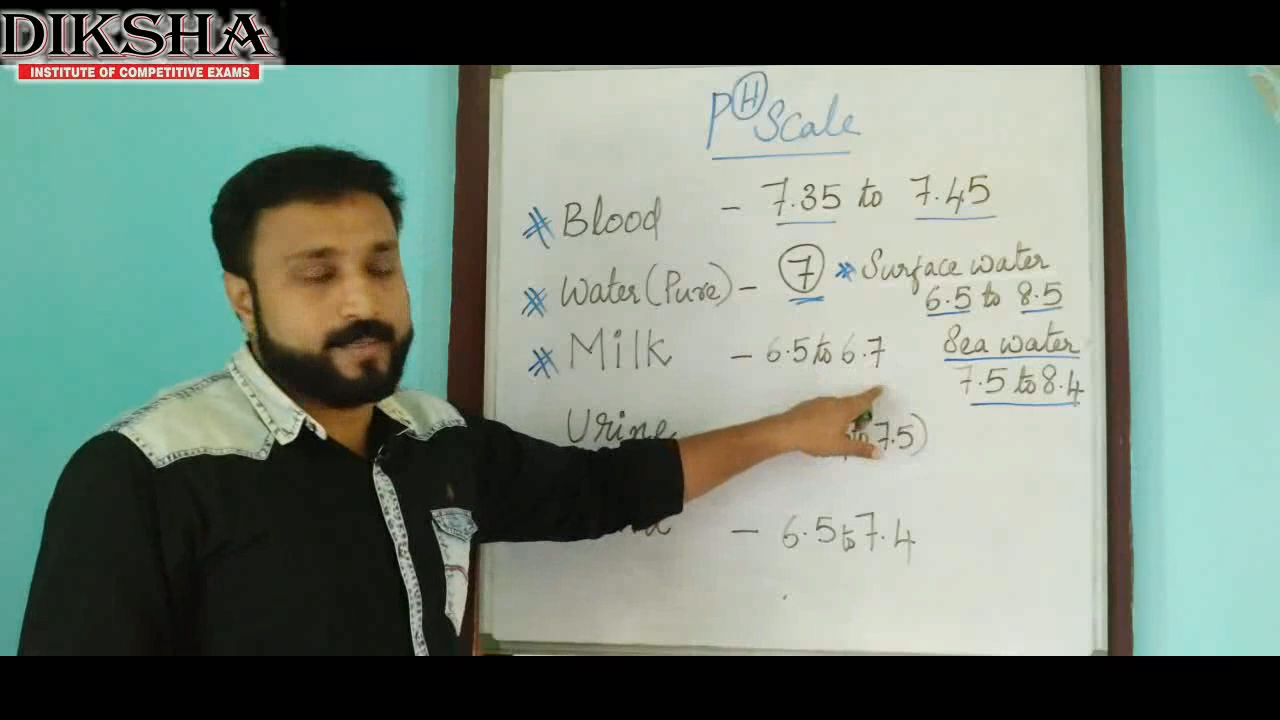 DIKSHA
INSTITUTE OF COMPETITIVE EXAMS
PH Scale
* Blood - 7.35 to 7.45
* Water (Pure) - 7 * Surface water
6.5 to 8.5
* Milk - 6.5 to 6.7
Sea water
7.5 to 8.4
Urine to 7.5)
- 6.5 to 7.4